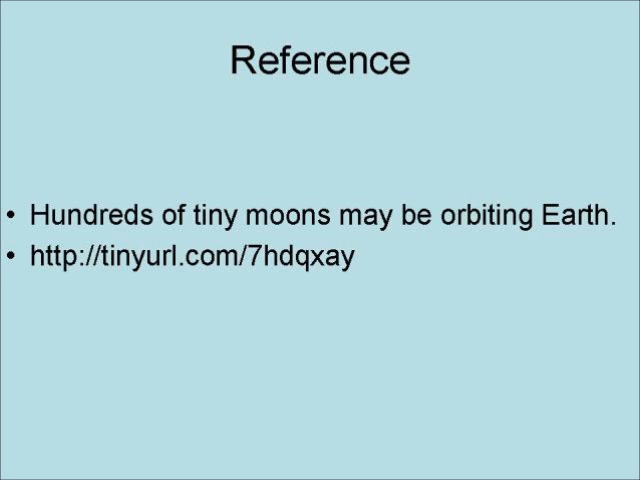 Reference
• Hundreds of tiny moons may be orbiting Earth.
• http://tinyurl.com/7hdqxay